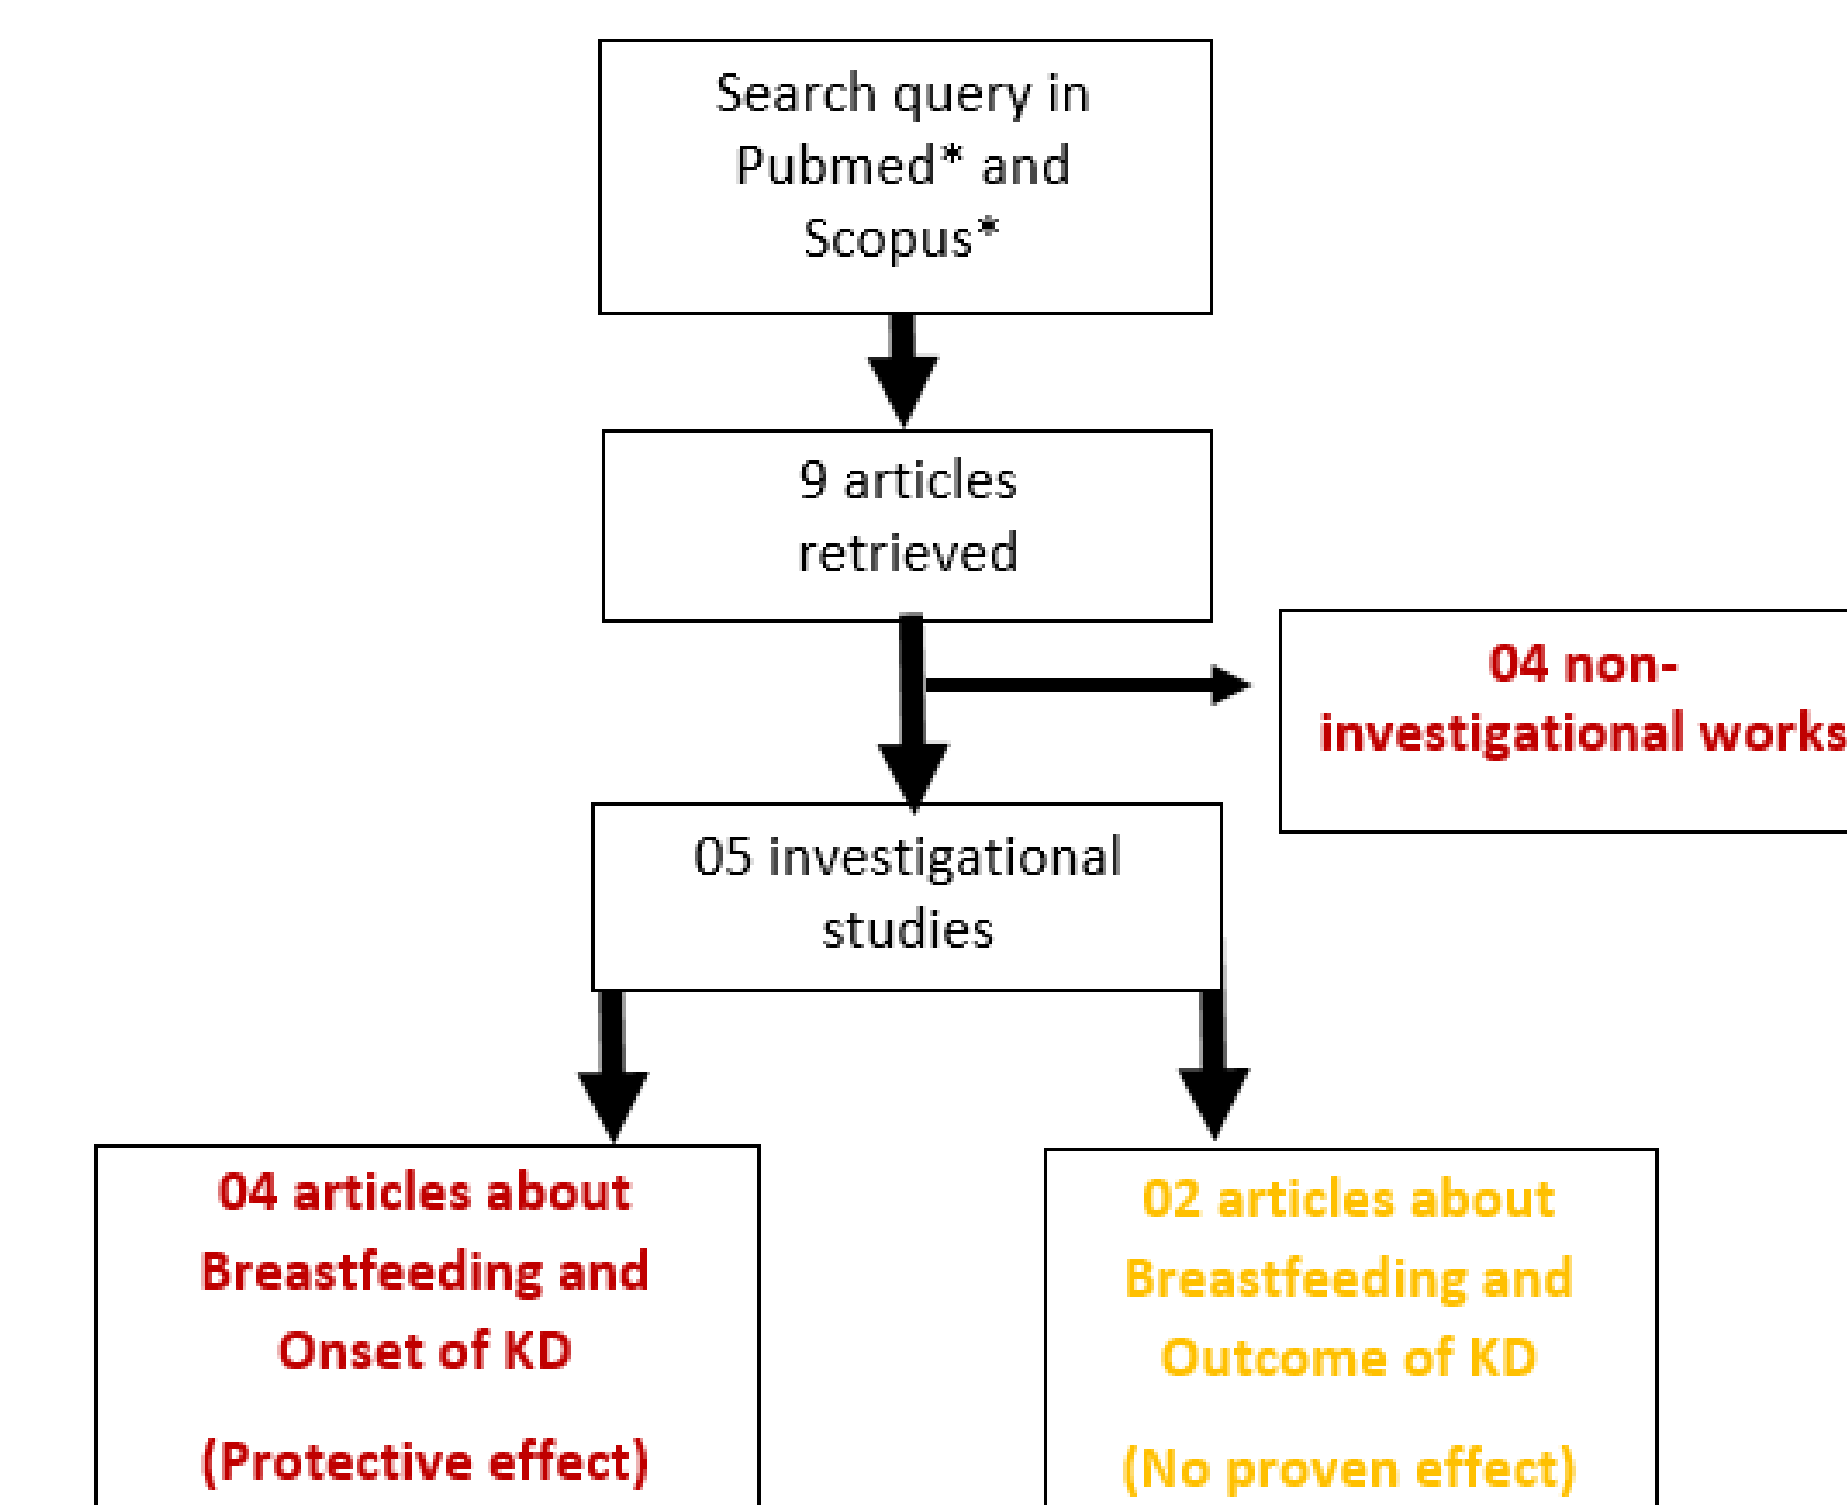 Search query in
Pubmed* and
Scopus*
9 articles
retrieved
04 non-
investigational works
05 investigational
studies
04 articles about
Breastfeeding and
Onset of KD
(Protective effect)
02 articles about
Breastfeeding and
Outcome of KD
(No proven effect)